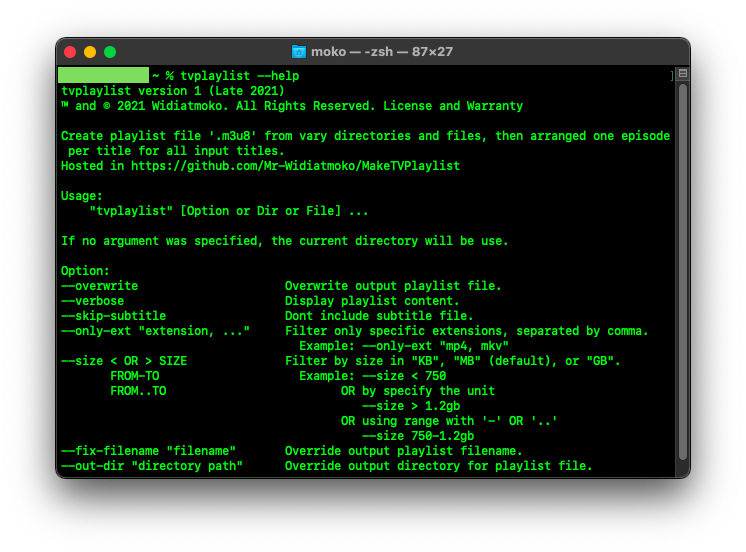 moko — -zsh — 87×27
~ % tvplaylist --help ]
tvplaylist version 1 (Late 2021)
™ and © 2021 Widiatmoko. All Rights Reserved. License and Warranty
Create playlist file '.m3u8' from vary directories and files, then arranged one episode
per title for all input titles.
Hosted in https://github.com/Mr-Widiatmoko/MakeTVPlaylist
Usage:
"tvplaylist" [Option or Dir or File] ...
If no argument was specified, the current directory will be use.
Option:
--overwrite Overwrite output playlist file.
--verbose Display playlist content.
--skip-subtitle Dont include subtitle file.
--only-ext "extension, ..." Filter only specific extensions, separated by comma.
Example: --only-ext "mp4, mkv"
--size < OR > SIZE Filter by size in "KB", "MB" (default), or "GB".
FROM-TO Example: --size < 750
FROM..TO OR by specify the unit
--size > 1.2gb
OR using range with '-' OR '..'
--size 750-1.2gb
--fix-filename "filename" Override output playlist filename.
--out-dir "directory path" Override output directory for playlist file.